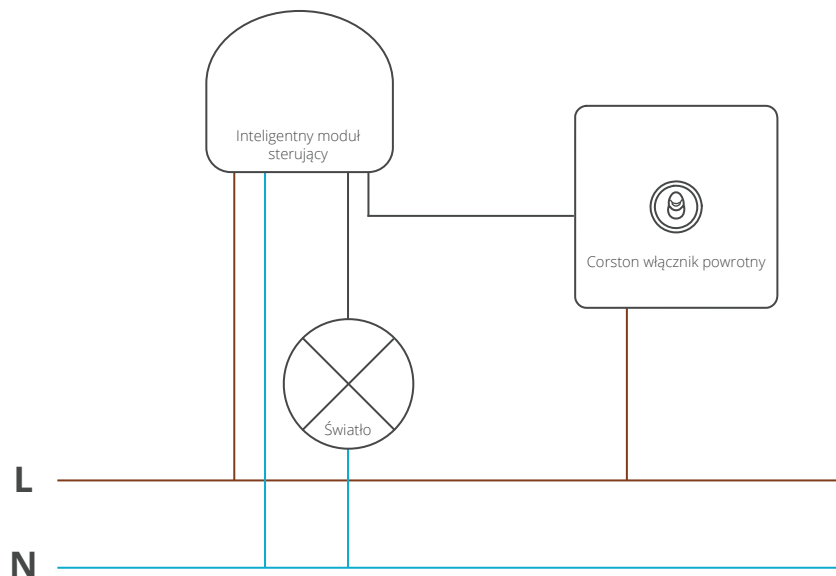 Inteligentny moduł
sterujący
Corston włącznik powrotny
Światło
L
N